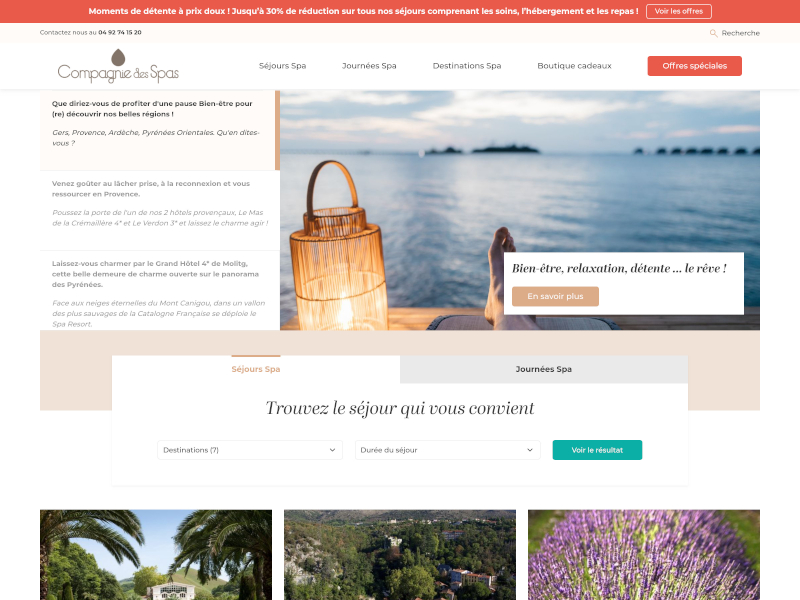 Moments de détente à prix doux ! Jusqu'à 30% de réduction sur tous nos séjours comprenant les soins, l'hébergement et les repas !
Voir les offres
Contactez nous au 04 92 74 15 20
Recherche
Compagnie des Spas
Séjours Spa
Journées Spa
Destinations Spa
Boutique cadeaux
Offres spéciales
Que diriez-vous de profiter d'une pause Bien-être pour
(re) découvrir nos belles régions !
Gers, Provence, Ardèche, Pyrénées Orientales. Qu'en dites-
vous ?
Venez goûter au lâcher prise, à la reconnexion et vous
ressourcer en Provence.
Poussez la porte de l'un de nos 2 hôtels provençaux, Le Mas
de la Crémaillère 4* et Le Verdon 3* et laissez le charme agir !
Laissez-vous charmer par le Grand Hôtel 4* de Molitg,
cette belle demeure de charme ouverte sur le panorama
des Pyrénées.
Face aux neiges éternelles du Mont Canigou, dans un vallon
des plus sauvages de la Catalogne Française se déploie le
Spa Resort.
Bien-être, relaxation, détente ... le rêve !
En savoir plus
Séjours Spa
Journées Spa
Trouvez le séjour qui vous convient
Destinations (7)
Durée du séjour
Voir le résultat